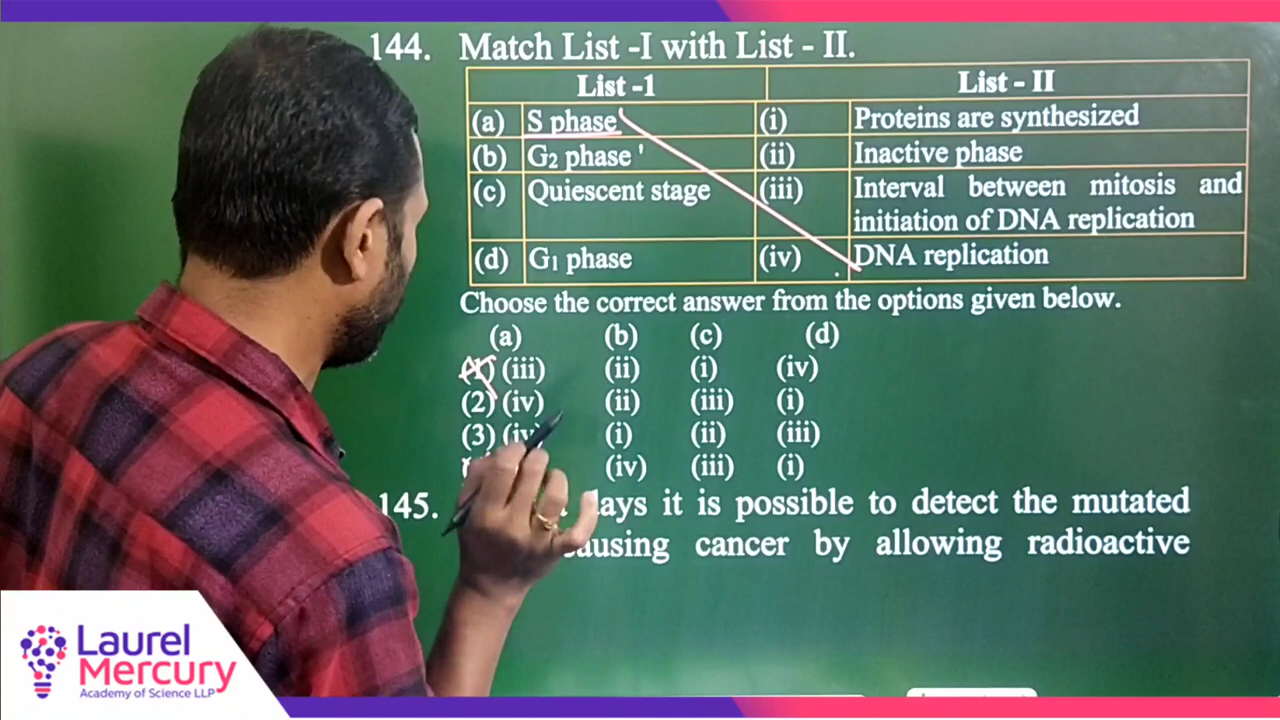 144. Match List -I with List - II.
List -1 List - II
(a) S phase (i) Proteins are synthesized
(b) G2 phase ' (ii) Inactive phase
(c) Quiescent stage (iii) Interval between mitosis and
initiation of DNA replication
(d) G1 phase (iv) DNA replication
Choose the correct answer from the options given below.
(a) (b) (c) (d)
(1) (iii) (ii) (i) (iv)
(2) (iv) (ii) (iii) (i)
(3) (iv) (i) (ii) (iii)
(iv) (iii) (i)
145. days it is possible to detect the mutated
causing cancer by allowing radioactive
Laurel
Mercury
Academy of Science LLP